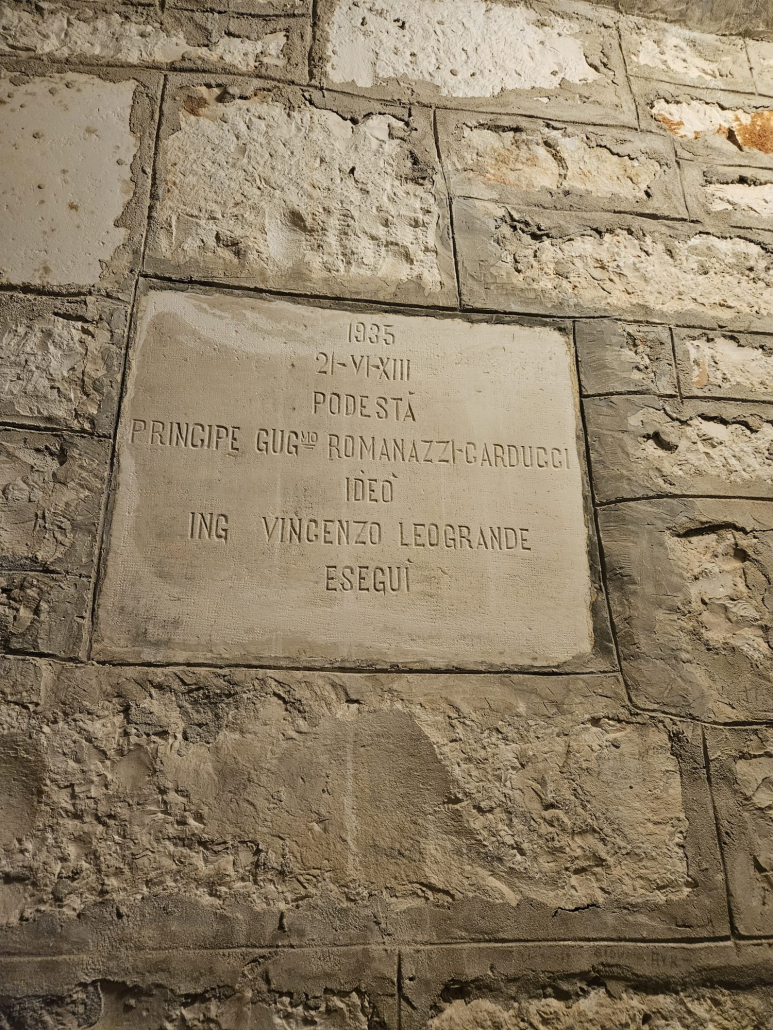 1935
21-VI-XIII
PODESTÀ
PRINCIPE GUGᴹᴼ ROMANAZZI-CARDUCCI
IDEÒ
ING VINCENZO LEOGRANDE
ESEGUÌ